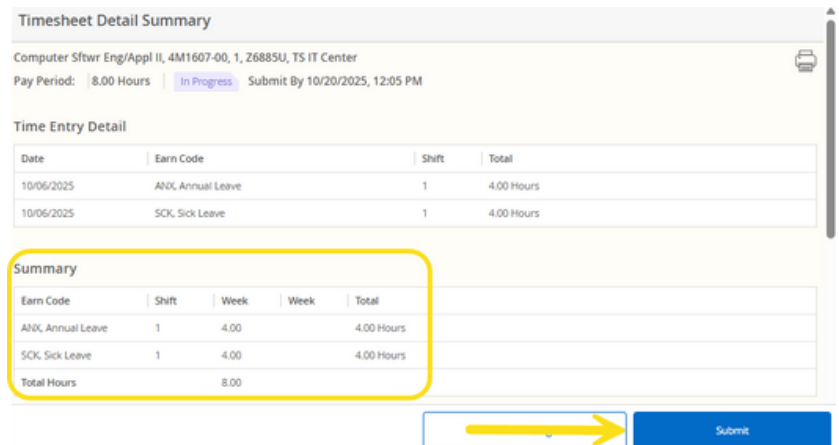 Timesheet Detail Summary
Computer Sftwr Eng/Appl II, 4M1607-00, 1, Z6885U, TS IT Center
Pay Period: 8.00 Hours In Progress Submit By 10/20/2025, 12:05 PM
Time Entry Detail
Date Earn Code Shift Total
10/06/2025 ANX, Annual Leave 1 4.00 Hours
10/06/2025 SCK, Sick Leave 1 4.00 Hours
Summary
Earn Code Shift Week Week Total
ANX, Annual Leave 1 4.00 4.00 Hours
SCK, Sick Leave 1 4.00 4.00 Hours
Total Hours 8.00
Submit